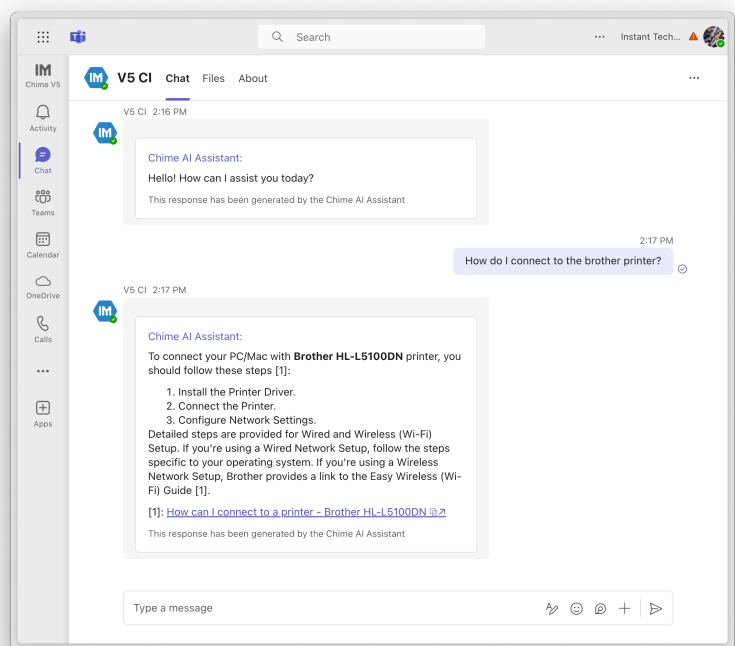 Search
Instant Tech...
IM
Chime V5
Activity
Chat
Teams
Calendar
OneDrive
Calls
Apps
IM
V5 CI
Chat
Files
About
V5 CI 2:16 PM
IM
Chime AI Assistant:
Hello! How can I assist you today?
This response has been generated by the Chime AI Assistant
2:17 PM
How do I connect to the brother printer?
V5 CI 2:17 PM
IM
Chime AI Assistant:
To connect your PC/Mac with Brother HL-L5100DN printer, you
should follow these steps [1]:
1. Install the Printer Driver.
2. Connect the Printer.
3. Configure Network Settings.
Detailed steps are provided for Wired and Wireless (Wi-Fi)
Setup. If you're using a Wired Network Setup, follow the steps
specific to your operating system. If you're using a Wireless
Network Setup, Brother provides a link to the Easy Wireless (Wi-
Fi) Guide [1].
[1]: How can I connect to a printer - Brother HL-L5100DN
This response has been generated by the Chime AI Assistant
Type a message